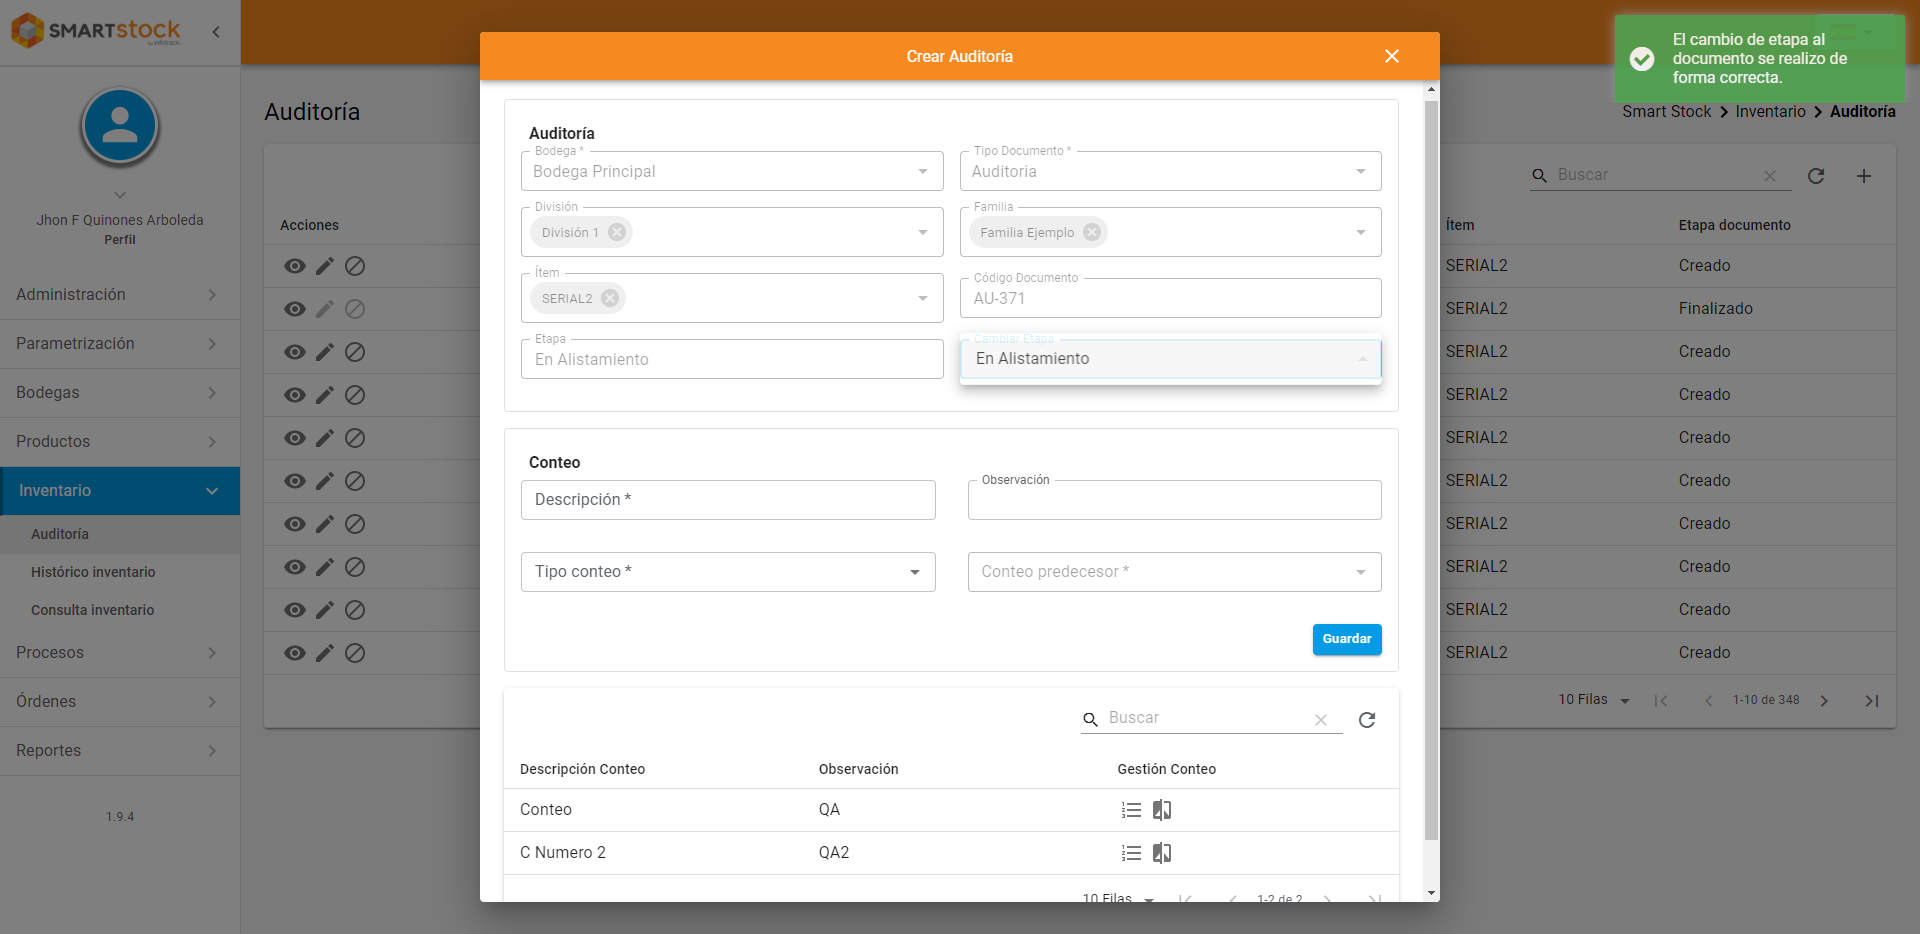 SMARTSTOCK
Crear Auditoría
El cambio de etapa al
documento se realizo de
forma correcta.
Auditoría
Smart Stock
Inventario
Auditoría
Jhon F Quinones Arboleda
Perfil
Administración
Parametrización
Bodegas
Productos
Inventario
Auditoría
Histórico inventario
Consulta inventario
Procesos
Órdenes
Reportes
1.9.4
Acciones
Buscar
Ítem Etapa documento
SERIAL2 Creado
SERIAL2 Finalizado
SERIAL2 Creado
SERIAL2 Creado
SERIAL2 Creado
SERIAL2 Creado
SERIAL2 Creado
SERIAL2 Creado
SERIAL2 Creado
SERIAL2 Creado
10 Filas 1-10 de 348
Auditoría
Bodega *
Bodega Principal
Tipo Documento *
Auditoria
División
División 1
Familia
Familia Ejemplo
Ítem
SERIAL2
Código Documento
AU-371
Etapa
En Alistamiento
Cambiar Etapa
En Alistamiento
Conteo
Descripción *
Observación
Tipo conteo *
Conteo predecesor *
Guardar
Buscar
Descripción Conteo Observación Gestión Conteo
Conteo QA
C Numero 2 QA2
10 Filas 1-2 de 2